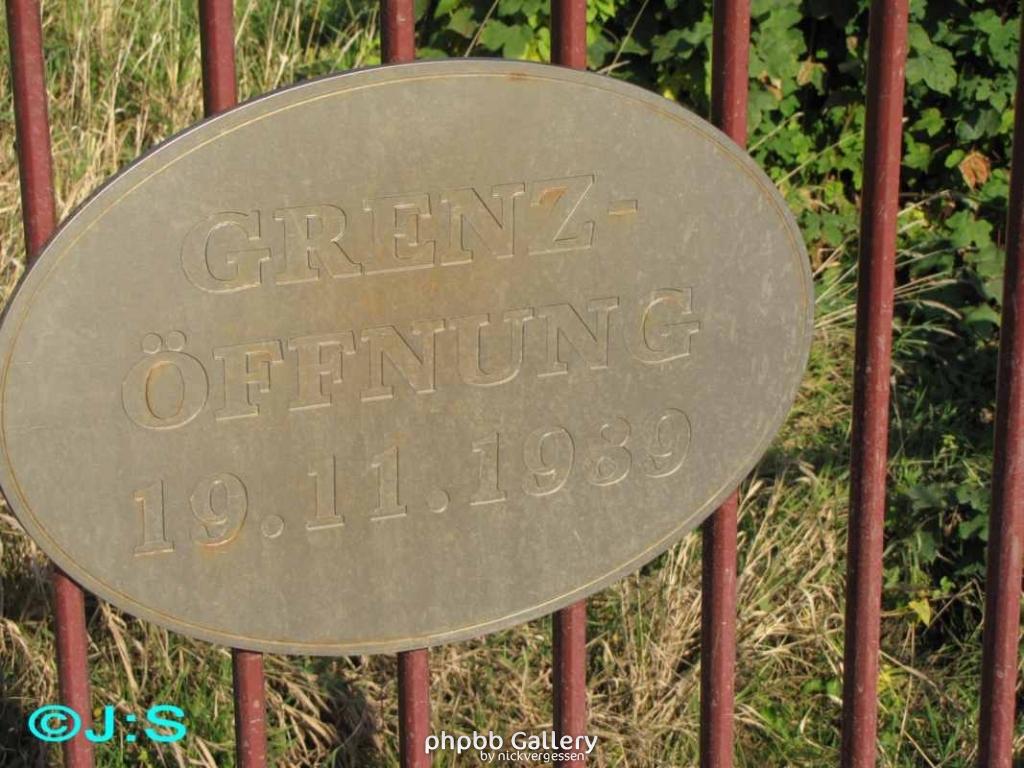 GRENZ-
ÖFFNUNG
19.11.1989
©J:S
phpbb Gallery
by nickvergessen